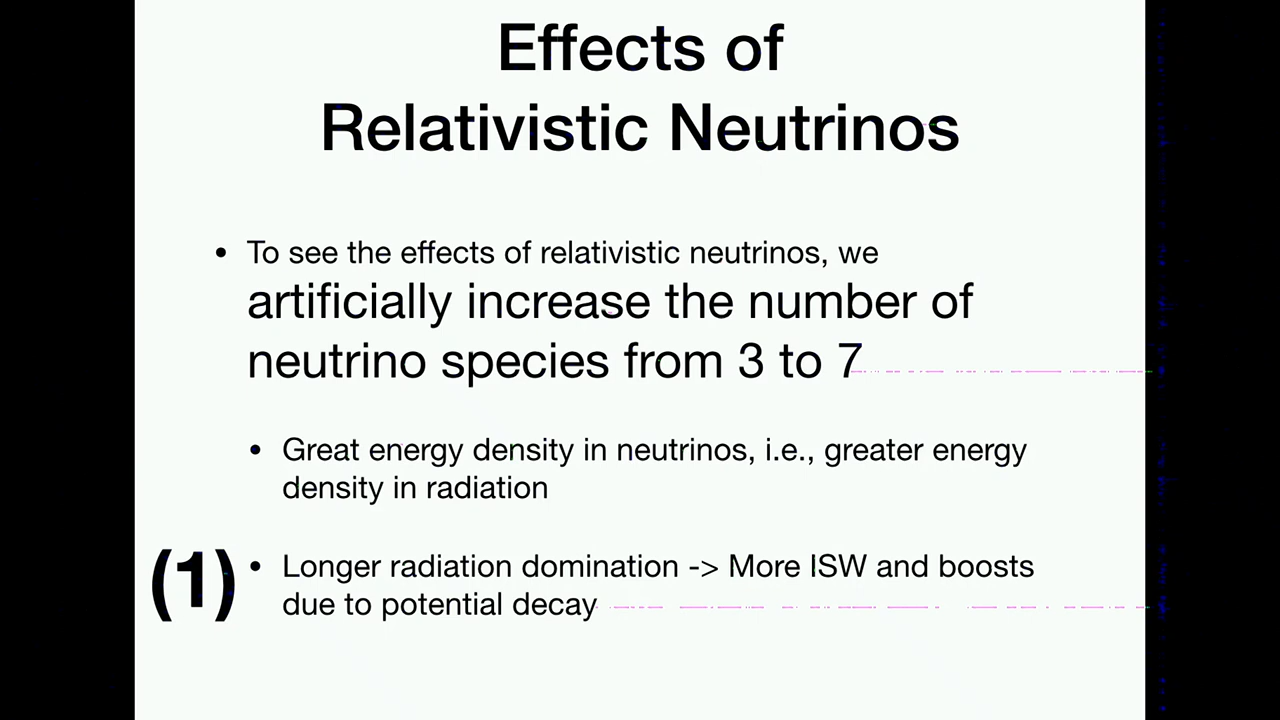 Effects of
Relativistic Neutrinos
• To see the effects of relativistic neutrinos, we
artificially increase the number of
neutrino species from 3 to 7
• Great energy density in neutrinos, i.e., greater energy
density in radiation
(1) • Longer radiation domination -> More ISW and boosts
due to potential decay